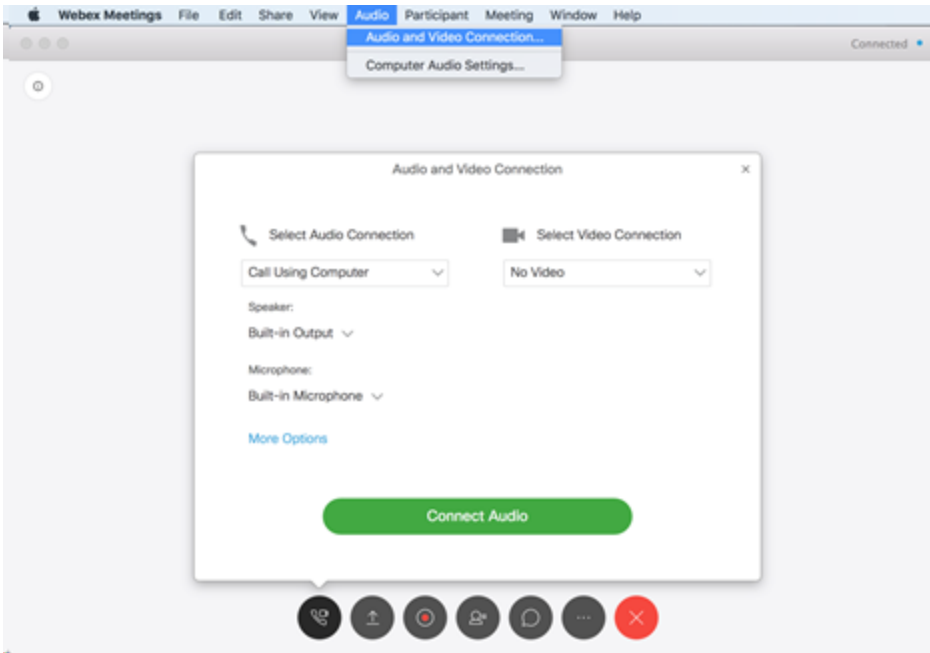 Webex Meetings File Edit Share View Audio Participant Meeting Window Help
Audio and Video Connection...
Computer Audio Settings...
Connected
Audio and Video Connection
Select Audio Connection
Select Video Connection
Call Using Computer
No Video
Speaker:
Built-in Output
Microphone:
Built-in Microphone
More Options
Connect Audio